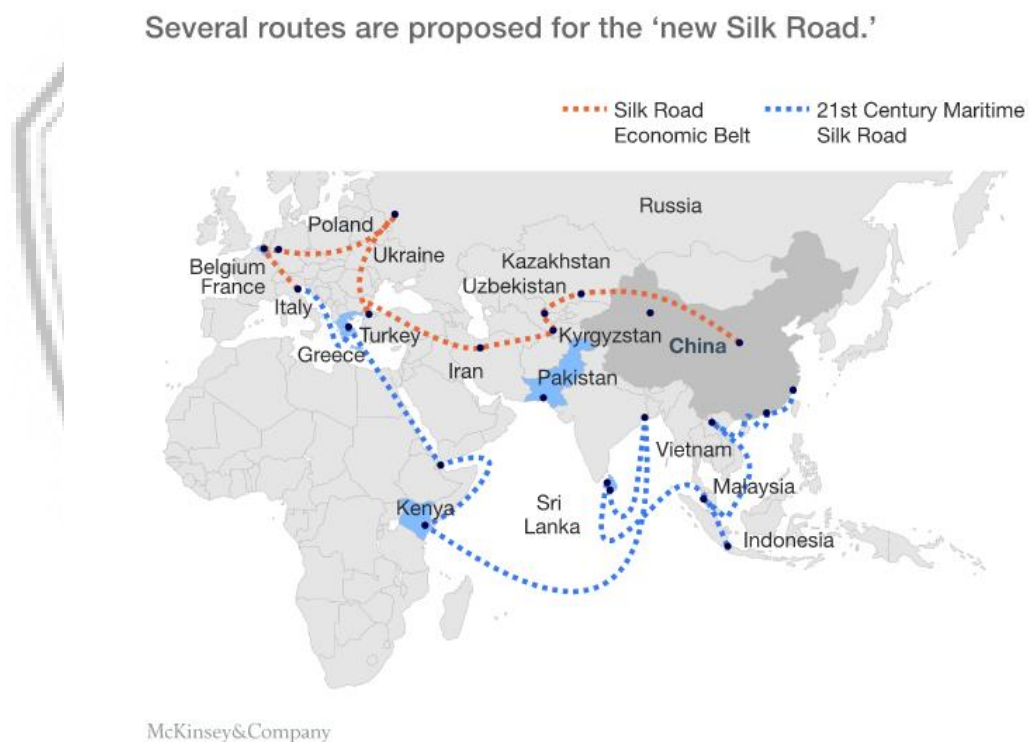 Several routes are proposed for the ‘new Silk Road.’
Silk Road
Economic Belt
21st Century Maritime
Silk Road
Russia
Poland
Ukraine
Kazakhstan
Belgium
Uzbekistan
France
Italy
Turkey
Kyrgyzstan
China
Greece
Iran
Pakistan
Vietnam
Malaysia
Kenya
Sri
Lanka
Indonesia
McKinsey&Company